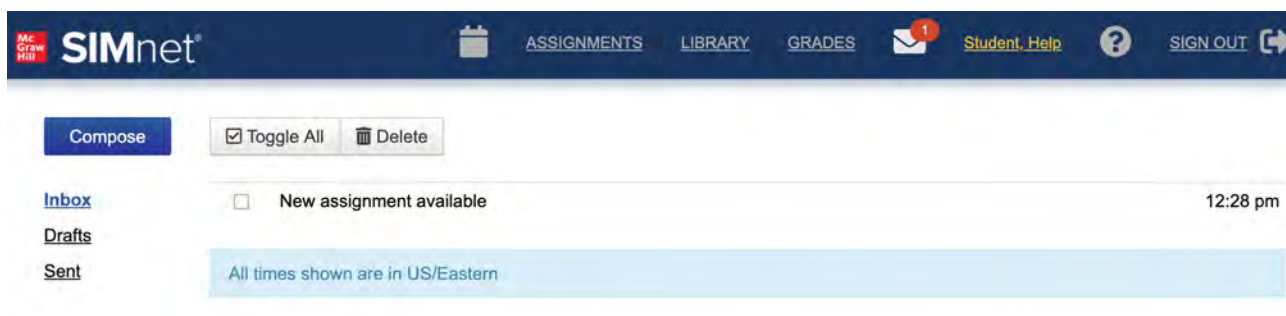 Mc Graw Hill SIMnet® ASSIGNMENTS LIBRARY GRADES 1 Student, Help ? SIGN OUT
Compose Toggle All Delete
Inbox New assignment available 12:28 pm
Drafts
Sent All times shown are in US/Eastern